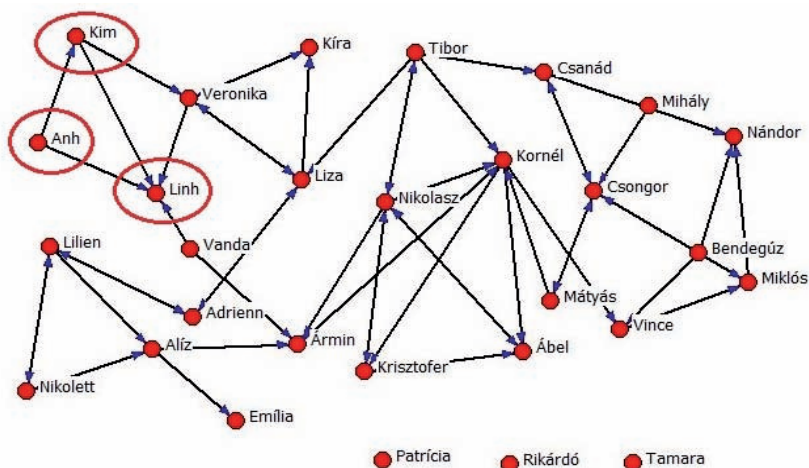 Kim
Kíra
Tibor
Csanád
Veronika
Mihály
Nándor
Anh
Kornél
Liza
Linh
Csongor
Nikolasz
Lilien
Vanda
Bendegúz
Miklós
Mátyás
Adrienn
Vince
Alíz
Ármin
Ábel
Krisztofer
Nikolett
Emília
Patrícia
Rikárdó
Tamara